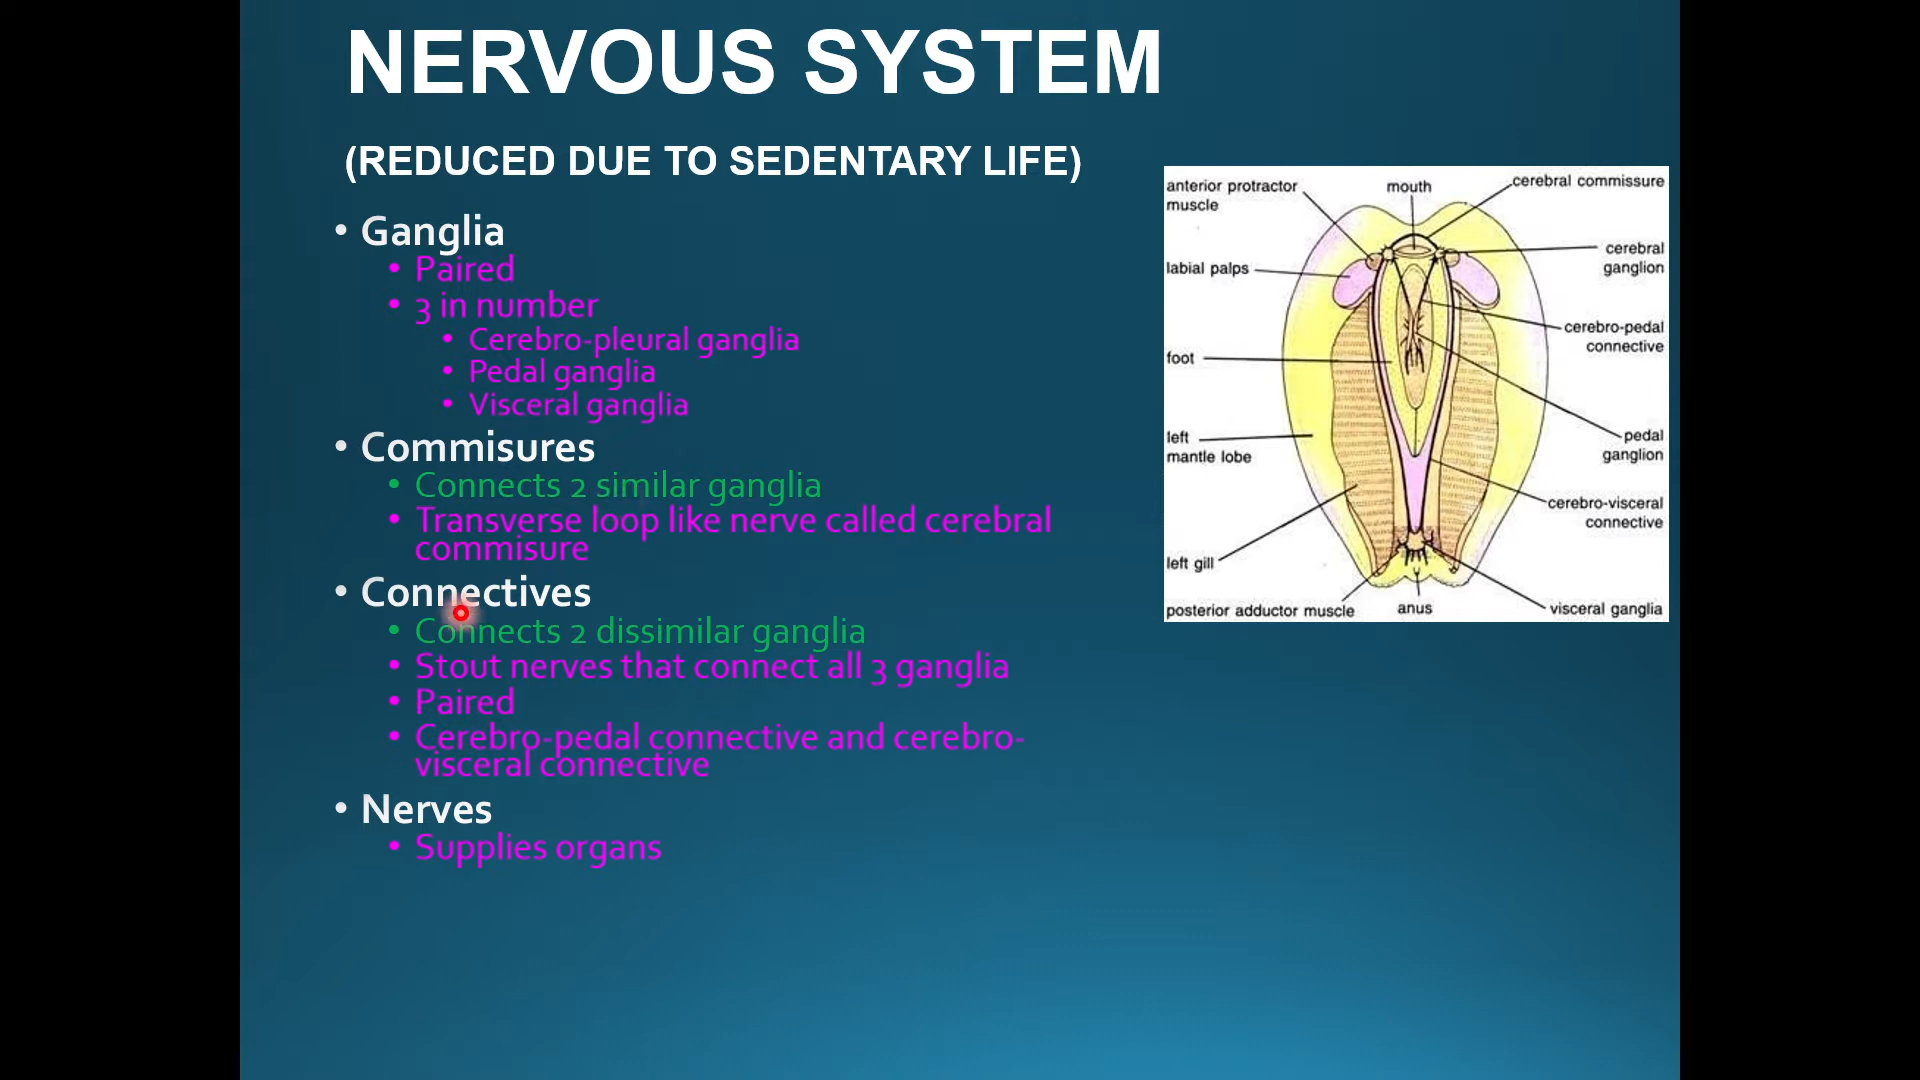 NERVOUS SYSTEM
(REDUCED DUE TO SEDENTARY LIFE)
• Ganglia
• Paired
• 3 in number
• Cerebro-pleural ganglia
• Pedal ganglia
• Visceral ganglia
• Commisures
• Connects 2 similar ganglia
• Transverse loop like nerve called cerebral
commisure
• Connectives
• Connects 2 dissimilar ganglia
• Stout nerves that connect all 3 ganglia
• Paired
• Cerebro-pedal connective and cerebro-
visceral connective
• Nerves
• Supplies organs
anterior protractor
muscle
mouth
cerebral commissure
labial palps
cerebral
ganglion
cerebro-pedal
connective
foot
left
mantle lobe
pedal
ganglion
cerebro-visceral
connective
left gill
posterior adductor muscle
anus
visceral ganglia